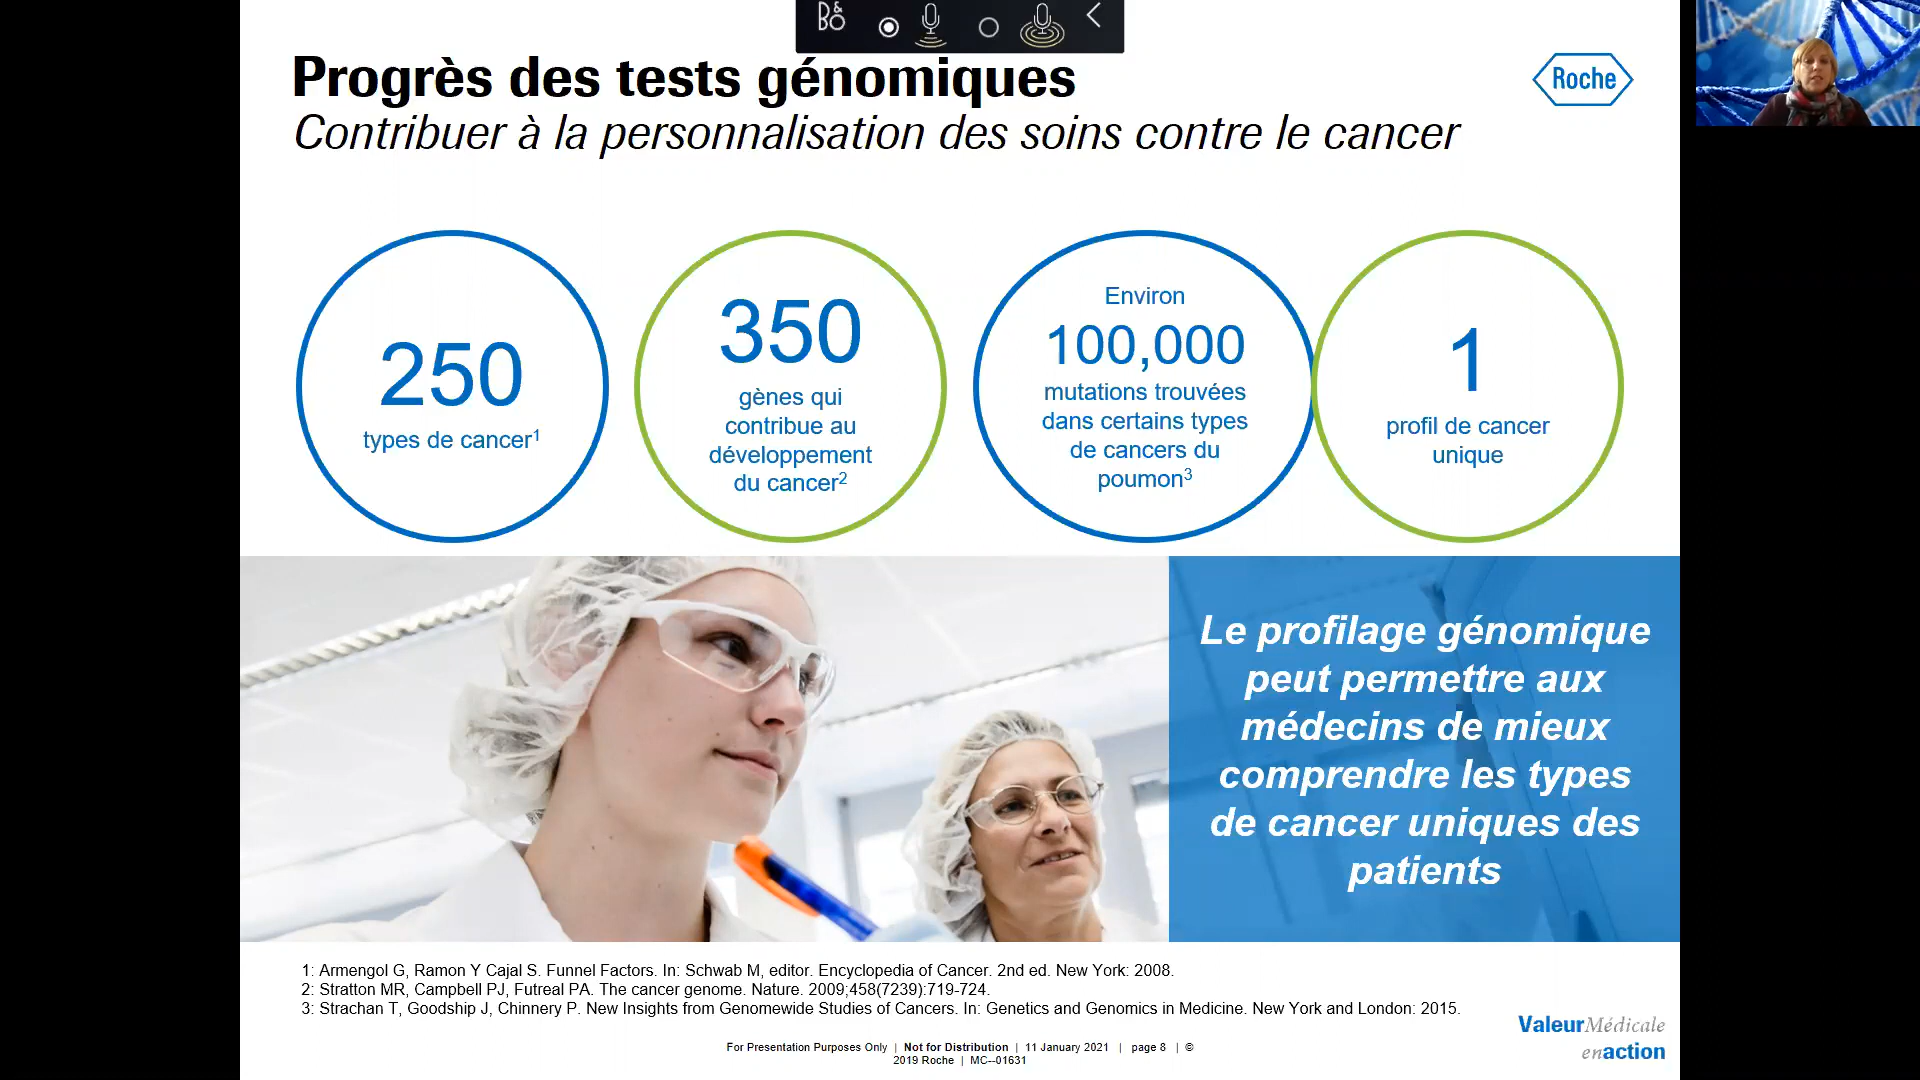 B&O
Progrès des tests génomiques
Contribuer à la personnalisation des soins contre le cancer
Roche
250
types de cancer1
350
gènes qui
contribue au
développement
du cancer2
Environ
100,000
mutations trouvées
dans certains types
de cancers du
poumon3
1
profil de cancer
unique
Le profilage génomique
peut permettre aux
médecins de mieux
comprendre les types
de cancer uniques des
patients
1: Armengol G, Ramon Y Cajal S. Funnel Factors. In: Schwab M, editor. Encyclopedia of Cancer. 2nd ed. New York: 2008.
2: Stratton MR, Campbell PJ, Futreal PA. The cancer genome. Nature. 2009;458(7239):719-724.
3: Strachan T, Goodship J, Chinnery P. New Insights from Genomewide Studies of Cancers. In: Genetics and Genomics in Medicine. New York and London: 2015.
For Presentation Purposes Only | Not for Distribution | 11 January 2021 | page 8 | ©
2019 Roche | MC--01631
ValeurMédicale
enaction